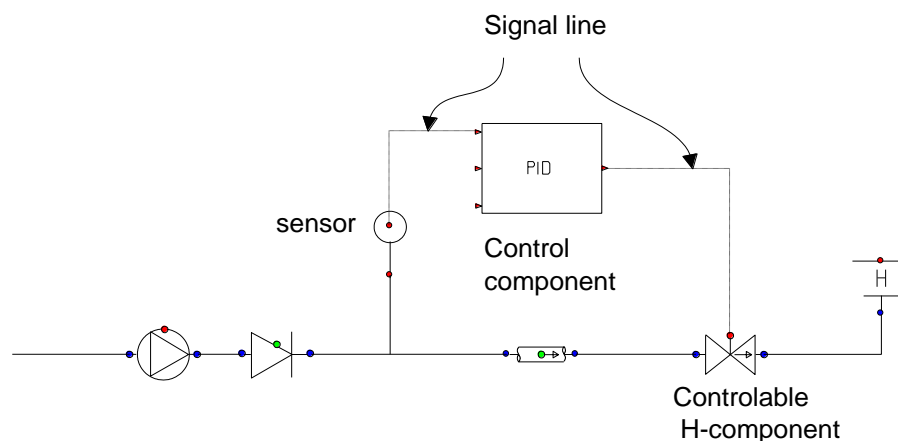 Signal line
PID
sensor
Control
component
H
Controlable
H-component